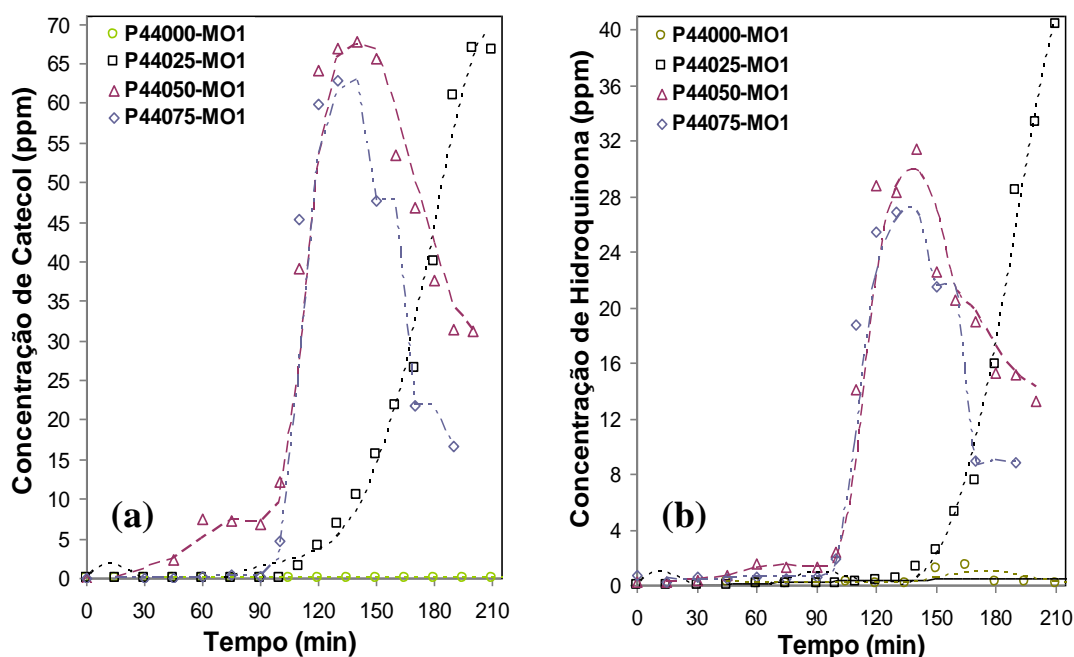 P44000-MO1
P44025-MO1
P44050-MO1
P44075-MO1
Concentração de Catecol (ppm)
70
65
60
55
50
45
40
35
30
25
20
15
10
5
0
(a)
0 30 60 90 120 150 180 210
Tempo (min)
P44000-MO1
P44025-MO1
P44050-MO1
P44075-MO1
Concentração de Hidroquinona (ppm)
40
36
32
28
24
20
16
12
8
4
0
(b)
0 30 60 90 120 150 180 210
Tempo (min)